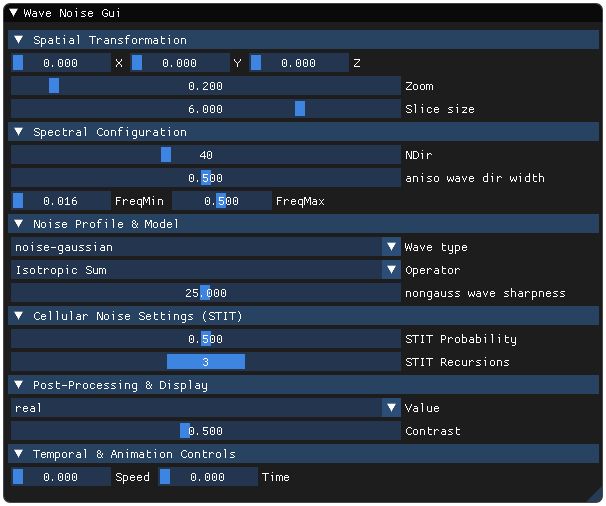 Wave Noise Gui
Spatial Transformation
0.000 X 0.000 Y 0.000 Z
0.200 Zoom
6.000 Slice size
Spectral Configuration
40 NDir
0.500 aniso wave dir width
0.016 FreqMin 0.500 FreqMax
Noise Profile & Model
noise-gaussian Wave type
Isotropic Sum Operator
25.000 nongauss wave sharpness
Cellular Noise Settings (STIT)
0.500 STIT Probability
3 STIT Recursions
Post-Processing & Display
real Value
0.500 Contrast
Temporal & Animation Controls
0.000 Speed 0.000 Time